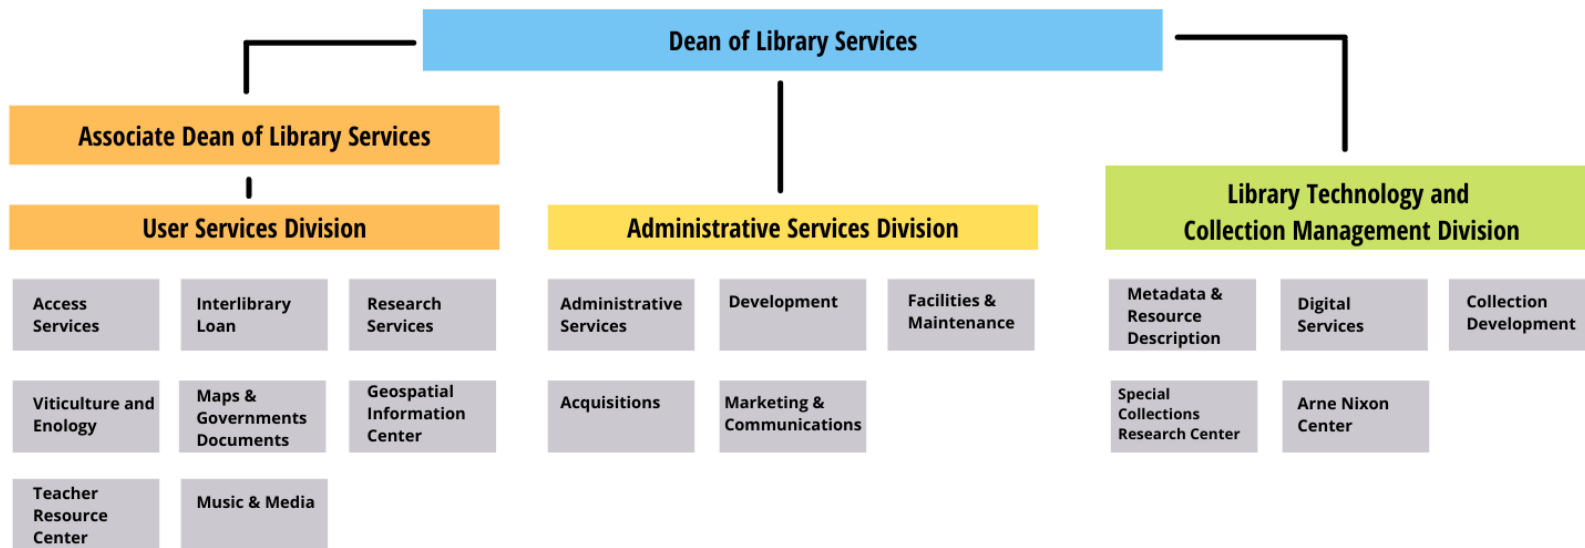 Dean of Library Services
Associate Dean of Library Services
User Services Division
Access
Services
Interlibrary
Loan
Research
Services
Viticulture and
Enology
Maps &
Governments
Documents
Geospatial
Information
Center
Teacher
Resource
Center
Music & Media
Administrative Services Division
Administrative
Services
Development
Facilities &
Maintenance
Acquisitions
Marketing &
Communications
Library Technology and
Collection Management Division
Metadata &
Resource
Description
Digital
Services
Collection
Development
Special
Collections
Research Center
Arne Nixon
Center